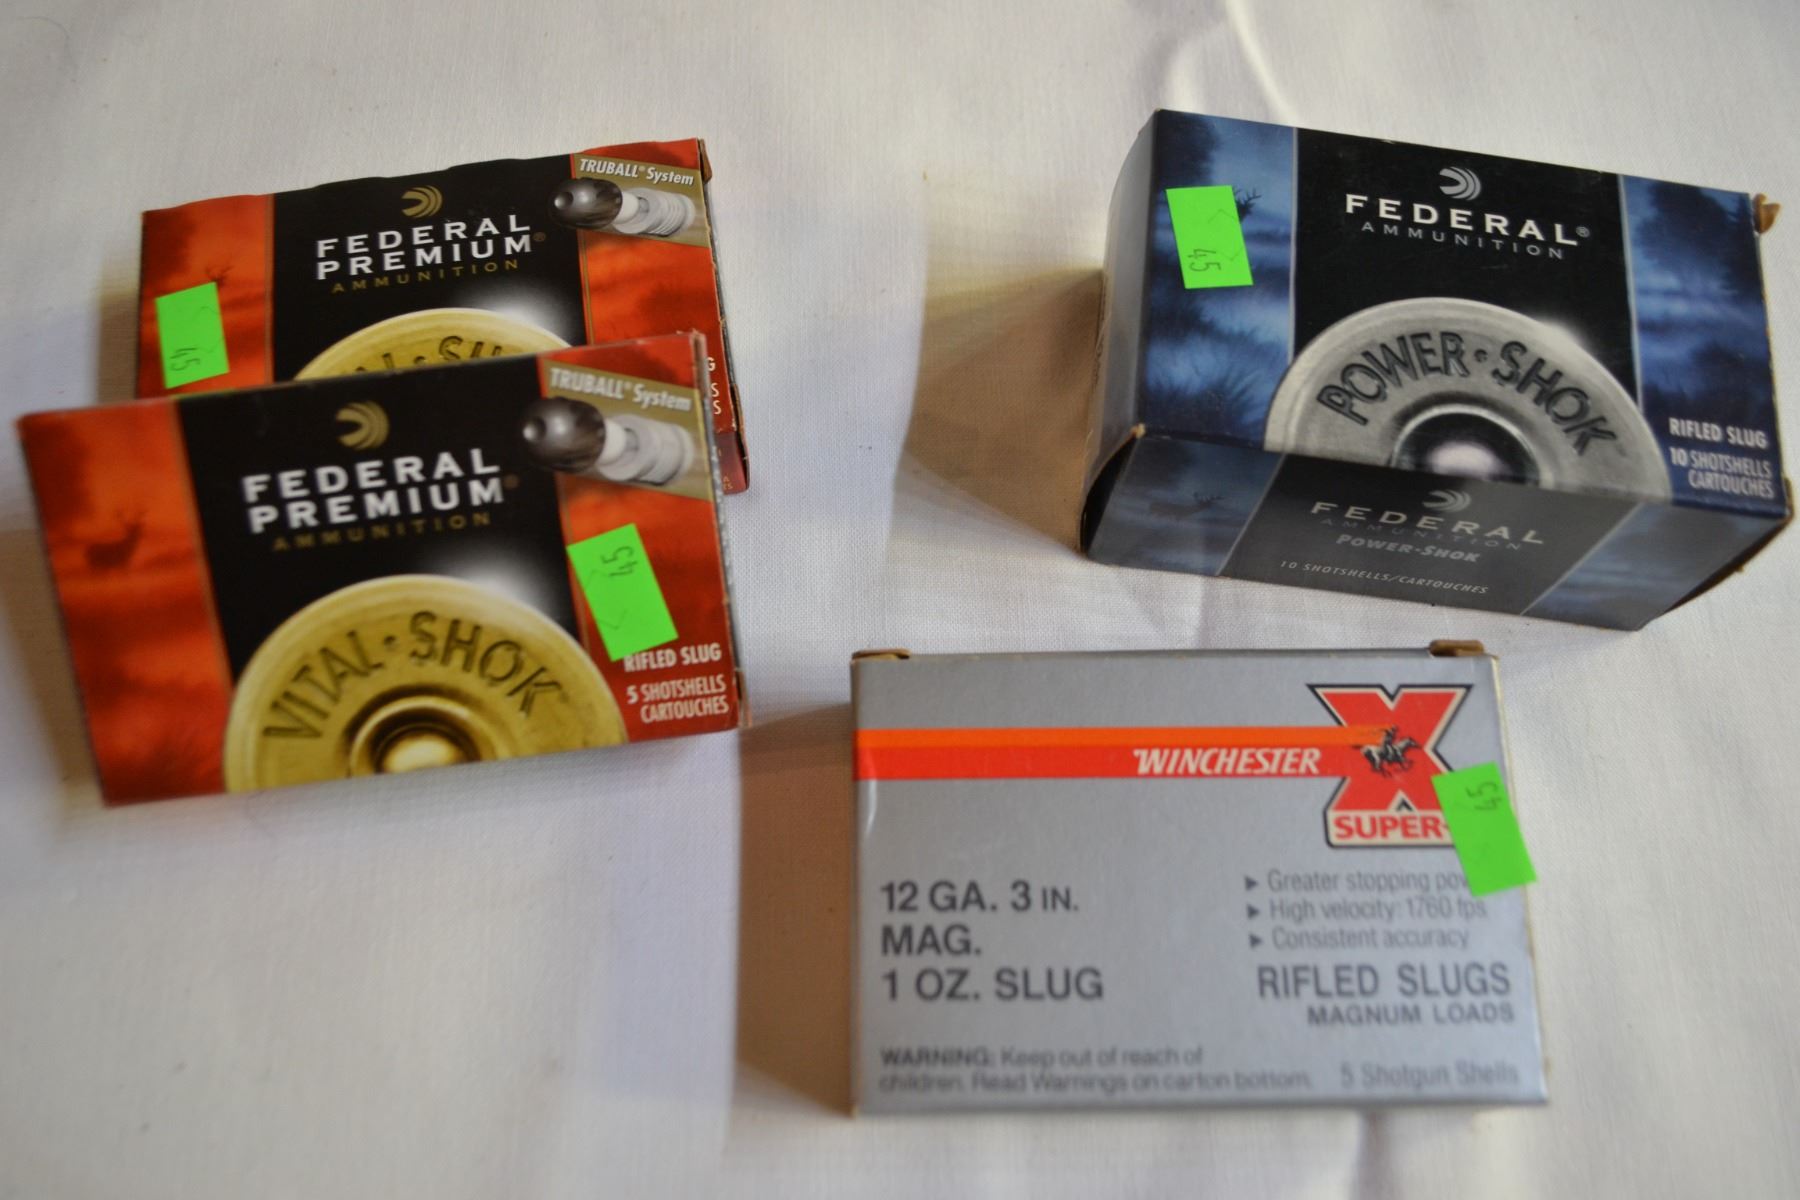 TRUBALL® System
FEDERAL
PREMIUM®
AMMUNITION
45
TRUBALL® System
FEDERAL
PREMIUM®
AMMUNITION
45
VITAL·SHOK
RIFLED SLUG
5 SHOTSHELLS
CARTOUCHES
FEDERAL®
AMMUNITION
45
POWER·SHOK
RIFLED SLUG
10 SHOTSHELLS
CARTOUCHES
FEDERAL
AMMUNITION
POWER-SHOK
10 SHOTSHELLS/CARTOUCHES
WINCHESTER
X
SUPER-
45
12 GA. 3 IN.
MAG.
1 OZ. SLUG
▶ Greater stopping pow
▶ High velocity: 1760 fps
▶ Consistent accuracy
RIFLED SLUGS
MAGNUM LOADS
WARNING: Keep out of reach of
children. Read Warnings on carton bottom.
5 Shotgun Shells